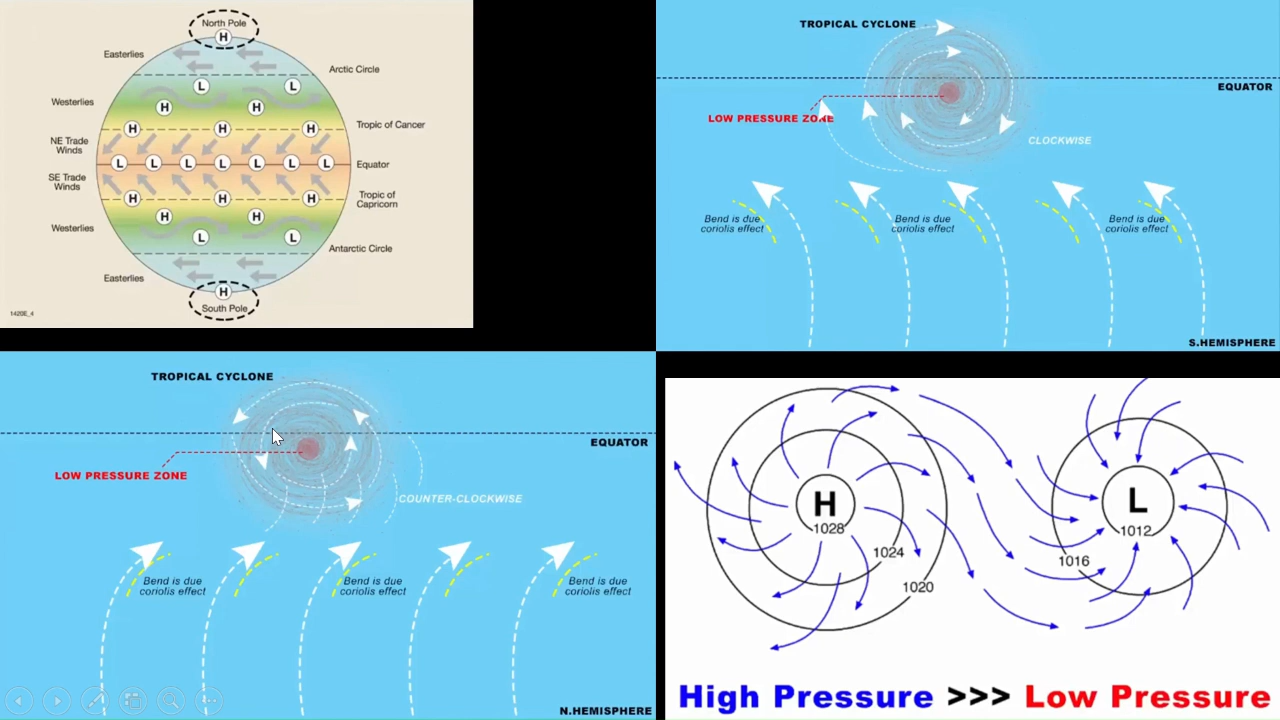 North Pole
H
Easterlies
Arctic Circle
L L
Westerlies
H H
Tropic of Cancer
H H H
NE Trade
Winds
L L L L L L L
Equator
SE Trade
Winds
H H H
Tropic of
Capricorn
H H
Westerlies
L L
Antarctic Circle
Easterlies
H
South Pole
1420E_4
TROPICAL CYCLONE
EQUATOR
LOW PRESSURE ZONE
CLOCKWISE
Bend is due
coriolis effect
Bend is due
coriolis effect
Bend is due
coriolis effect
S.HEMISPHERE
TROPICAL CYCLONE
EQUATOR
LOW PRESSURE ZONE
COUNTER-CLOCKWISE
Bend is due
coriolis effect
Bend is due
coriolis effect
Bend is due
coriolis effect
N.HEMISPHERE
H
1028
1024
1020
L
1012
1016
High Pressure >>> Low Pressure